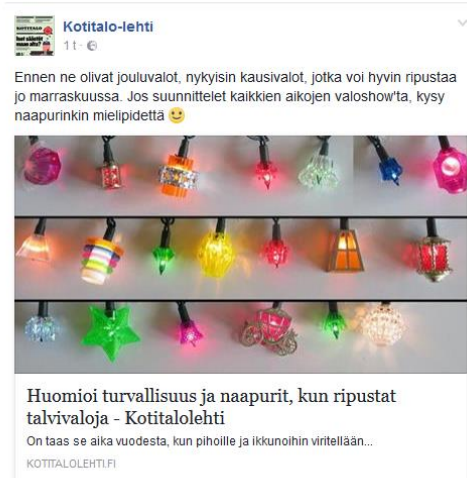 Kotitalo-lehti
1 t ·
Ennen ne olivat jouluvalot, nykyisin kausivalot, jotka voi hyvin ripustaa
jo marraskuussa. Jos suunnittelet kaikkien aikojen valoshow'ta, kysy
naapurinkin mielipidettä
Huomioi turvallisuus ja naapurit, kun ripustat
talvivaloja - Kotitalolehti
On taas se aika vuodesta, kun pihoille ja ikkunoihin viritellään...
KOTITALOLEHTI.FI